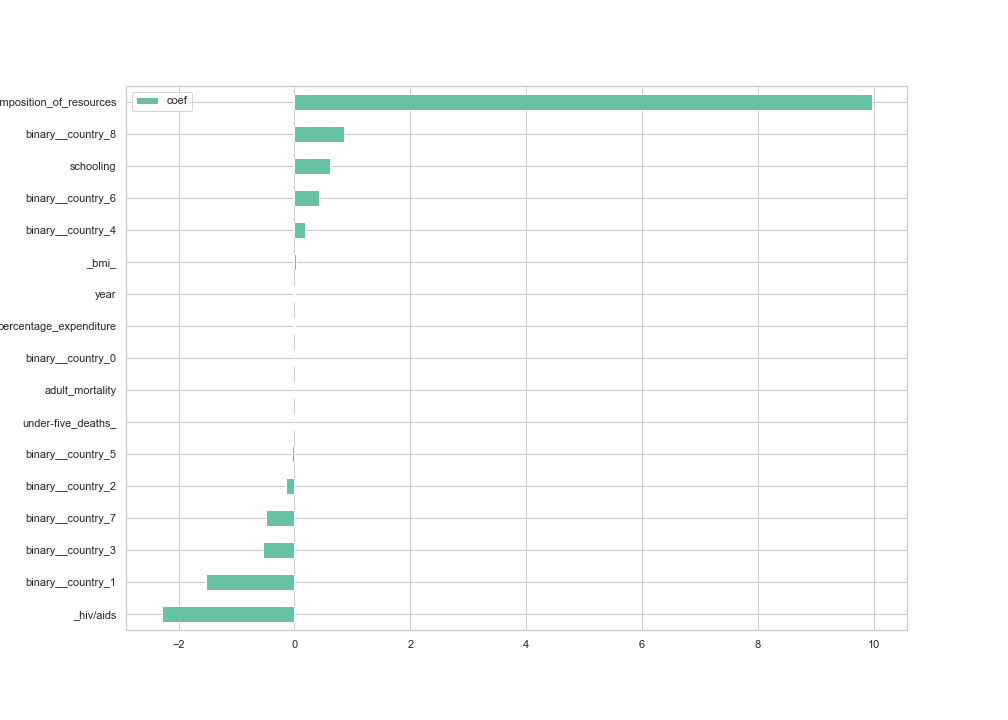 mposition_of_resources
coef
binary__country_8
schooling
binary__country_6
binary__country_4
_bmi_
year
percentage_expenditure
binary__country_0
adult_mortality
under-five_deaths_
binary__country_5
binary__country_2
binary__country_7
binary__country_3
binary__country_1
_hiv/aids
−2 0 2 4 6 8 10